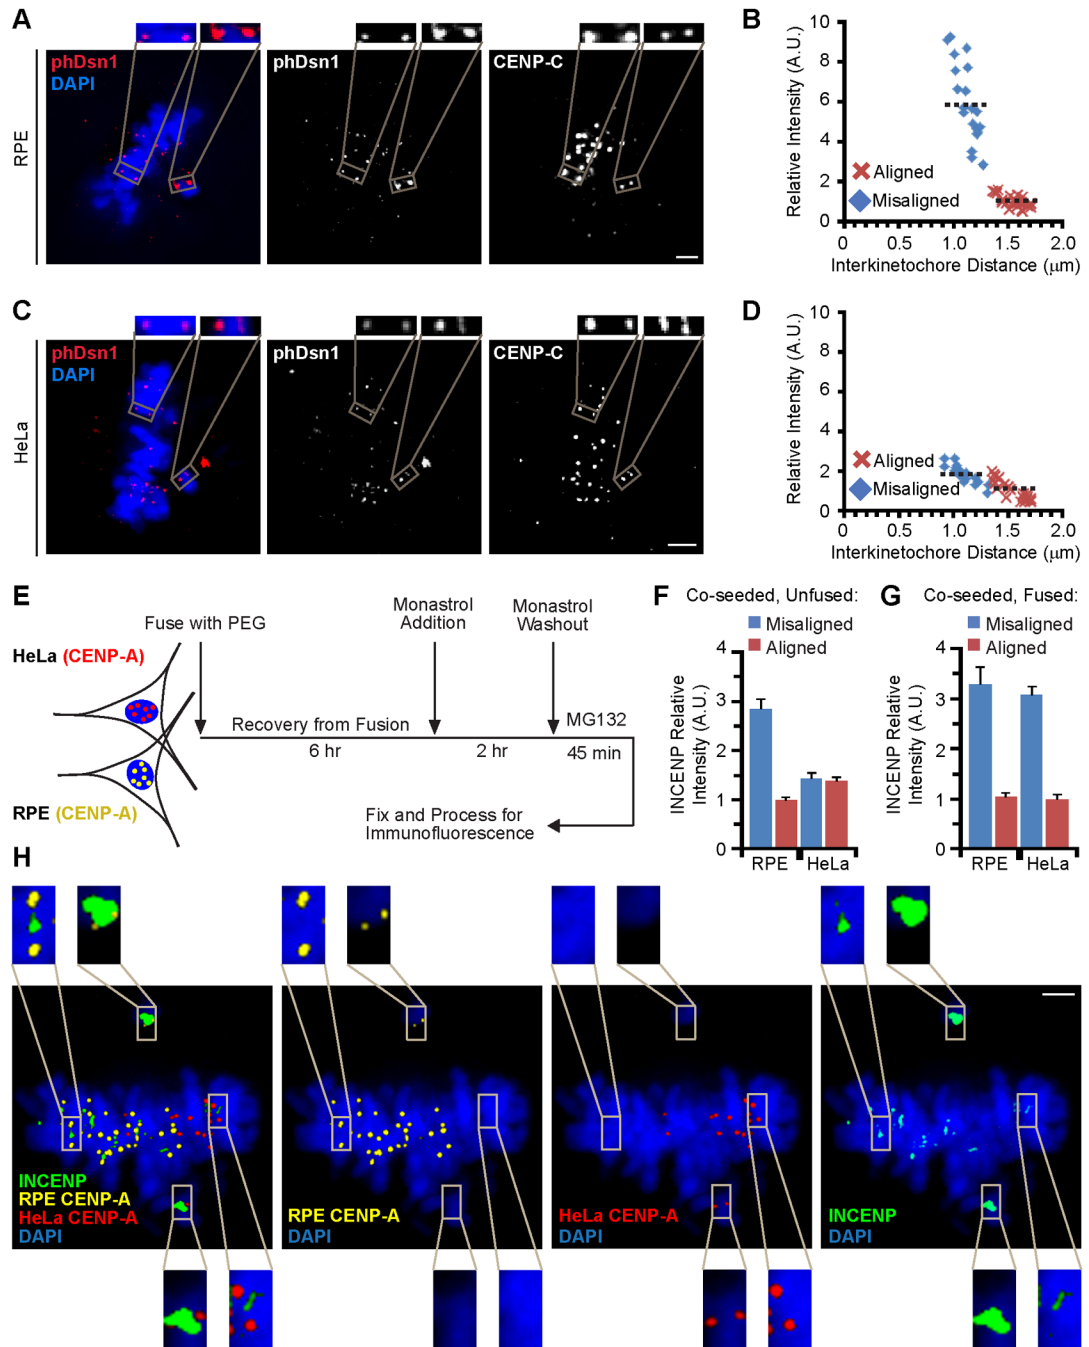 A
phDsn1
DAPI
phDsn1
CENP-C
RPE
B
Relative Intensity (A.U.)
10
8
6
4
2
0
Aligned
Misaligned
0
0.5
1.0
1.5
2.0
Interkinetochore Distance (μm)
C
phDsn1
DAPI
phDsn1
CENP-C
HeLa
D
Relative Intensity (A.U.)
10
8
6
4
2
0
Aligned
Misaligned
0
0.5
1.0
1.5
2.0
Interkinetochore Distance (μm)
E
Fuse with PEG
Monastrol
Addition
Monastrol
Washout
HeLa (CENP-A)
RPE (CENP-A)
Recovery from Fusion
6 hr
2 hr
MG132
45 min
Fix and Process for
Immunofluorescence
F
Co-seeded, Unfused:
Misaligned
Aligned
INCENP Relative
Intensity (A.U.)
4
3
2
1
0
RPE
HeLa
G
Co-seeded, Fused:
Misaligned
Aligned
INCENP Relative
Intensity (A.U.)
4
3
2
1
0
RPE
HeLa
H
INCENP
RPE CENP-A
HeLa CENP-A
DAPI
RPE CENP-A
DAPI
HeLa CENP-A
DAPI
INCENP
DAPI